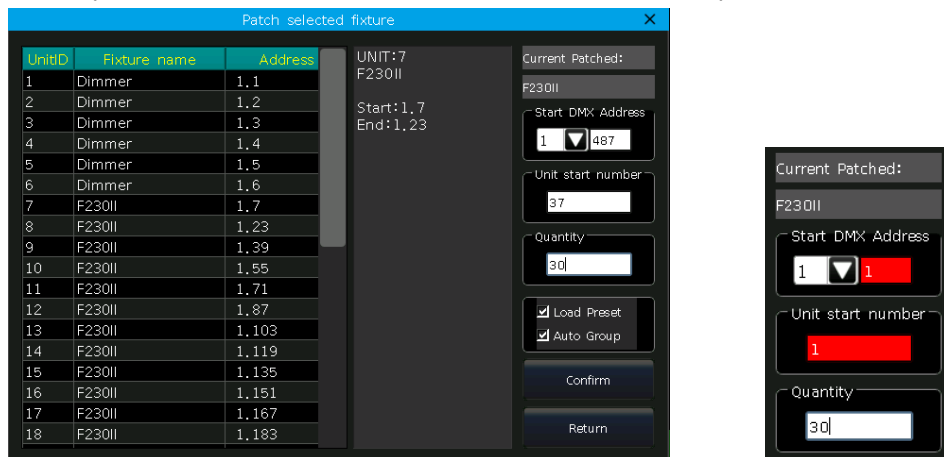 Patch selected fixture
UnitID Fixture name Address
1 Dimmer 1.1
2 Dimmer 1.2
3 Dimmer 1.3
4 Dimmer 1.4
5 Dimmer 1.5
6 Dimmer 1.6
7 F230II 1.7
8 F230II 1.23
9 F230II 1.39
10 F230II 1.55
11 F230II 1.71
12 F230II 1.87
13 F230II 1.103
14 F230II 1.119
15 F230II 1.135
16 F230II 1.151
17 F230II 1.167
18 F230II 1.183
UNIT:7
F230II
Start:1.7
End:1.23
Current Patched:
F230II
Start DMX Address
1 487
Unit start number
37
Quantity
30
Load Preset
Auto Group
Confirm
Return
Current Patched:
F230II
Start DMX Address
1 1
Unit start number
1
Quantity
30